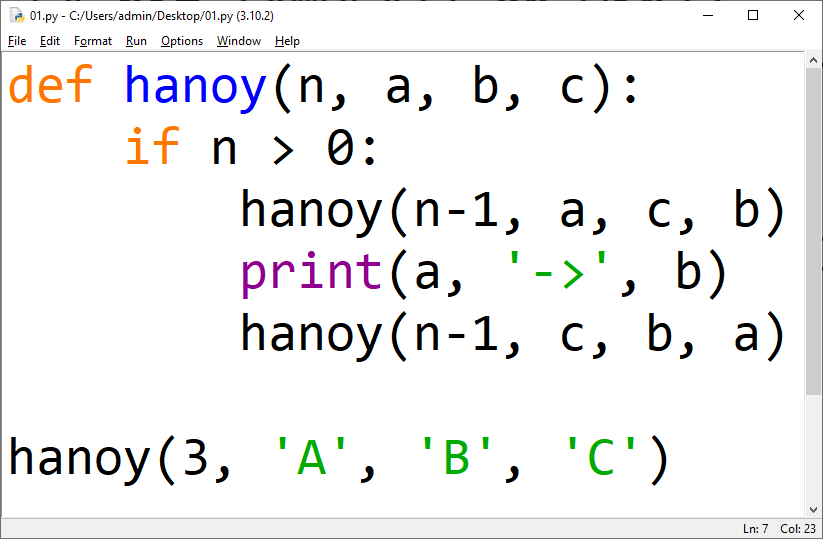 01.py - C:/Users/admin/Desktop/01.py (3.10.2)
File Edit Format Run Options Window Help
def hanoy(n, a, b, c):
    if n > 0:
        hanoy(n-1, a, c, b)
        print(a, '->', b)
        hanoy(n-1, c, b, a)
hanoy(3, 'A', 'B', 'C')
Ln: 7 Col: 23